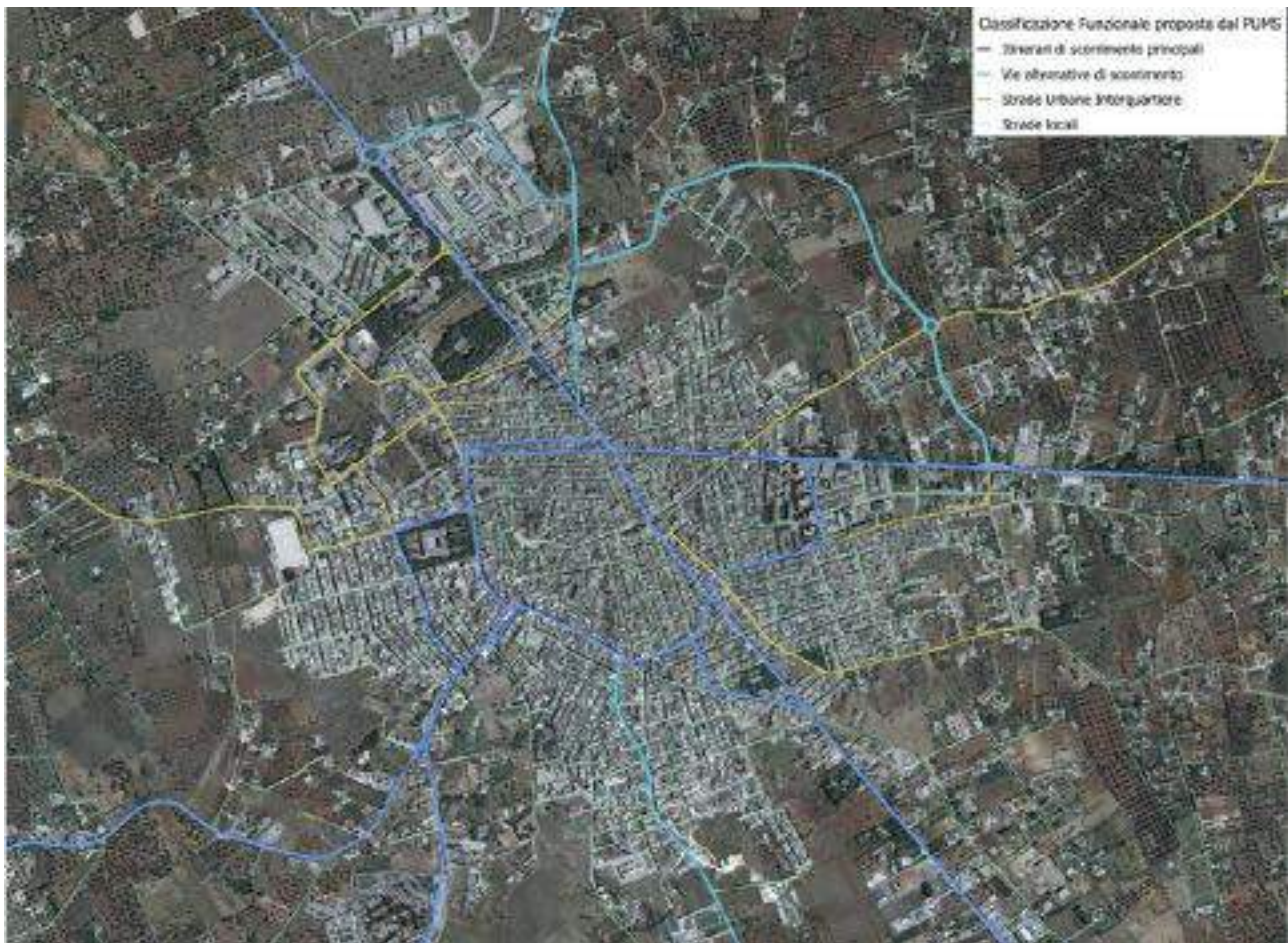 Classificazione Funzionale proposta dal PUMS
Itinerari di scorrimento principali
Vie alternative di scorrimento
Strade Urbane Interquartiere
Strade locali